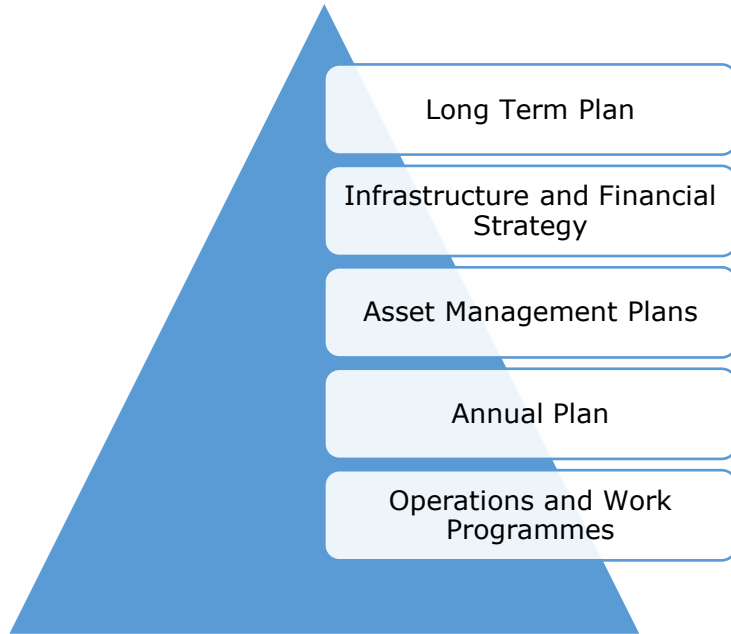 Long Term Plan
Infrastructure and Financial
Strategy
Asset Management Plans
Annual Plan
Operations and Work
Programmes